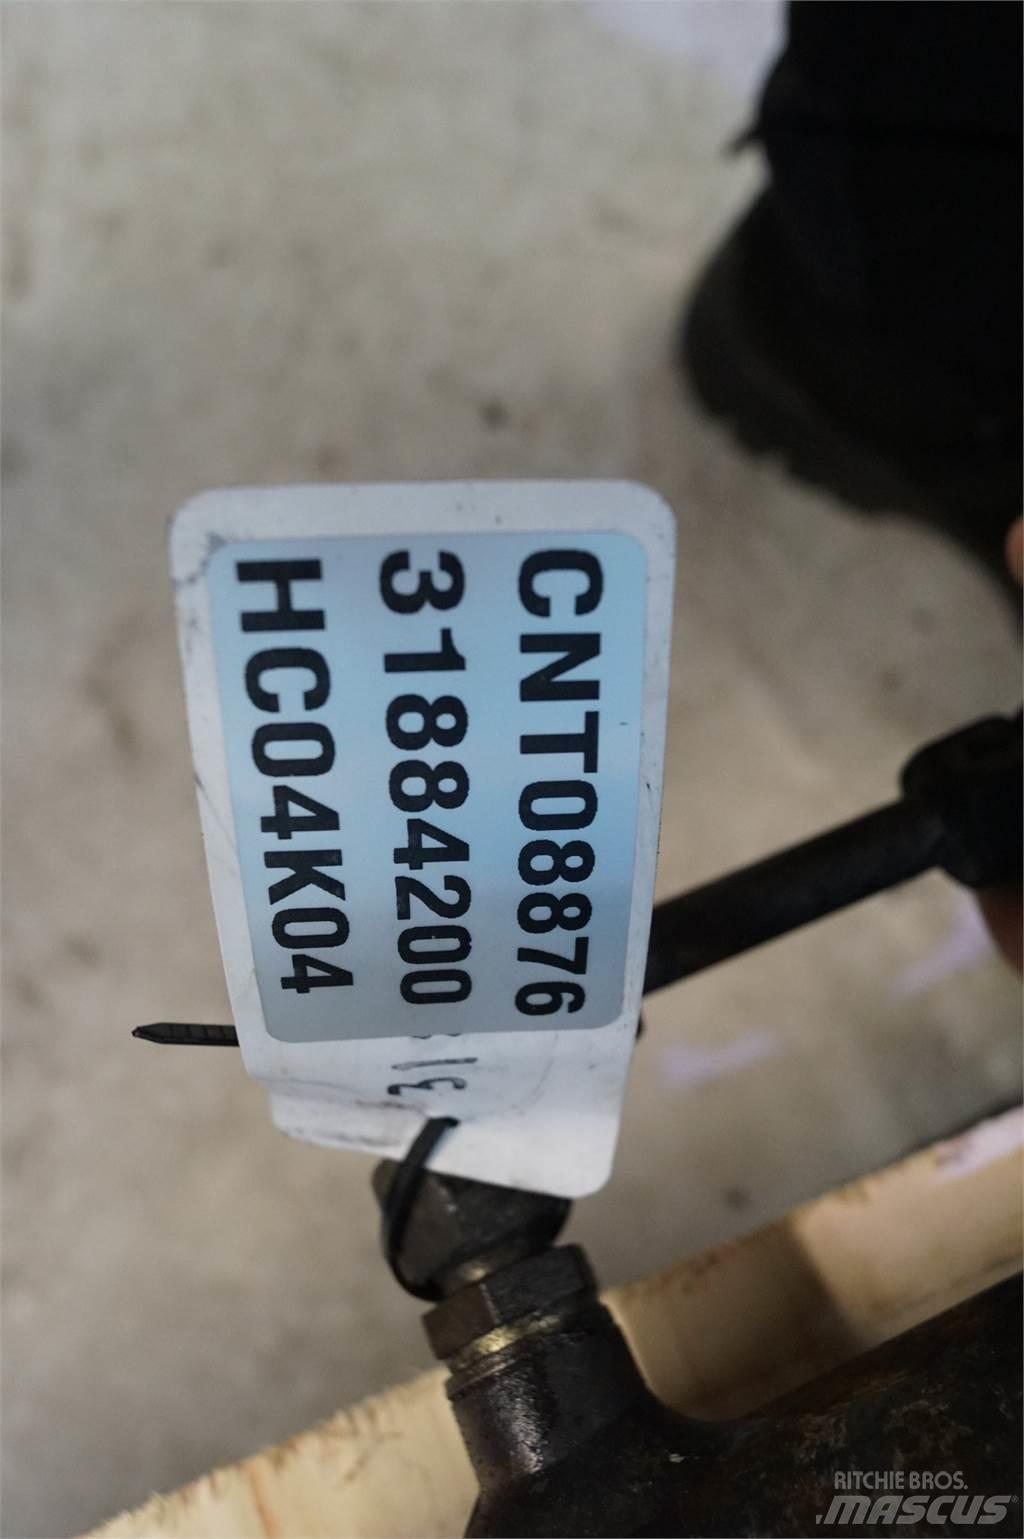 CNT08876
31884200
HC04K04
RITCHIE BROS.
MASCUS